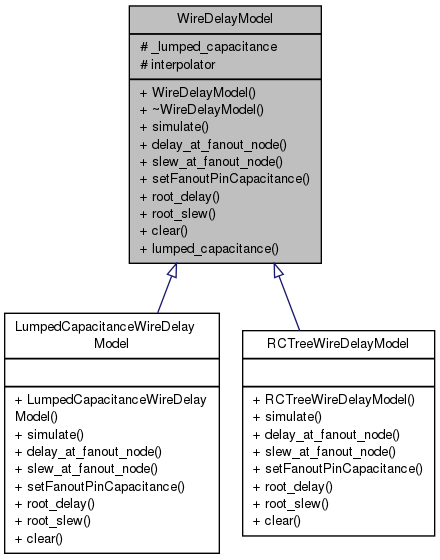 WireDelayModel
# _lumped_capacitance
# interpolator
+ WireDelayModel()
+ ~WireDelayModel()
+ simulate()
+ delay_at_fanout_node()
+ slew_at_fanout_node()
+ setFanoutPinCapacitance()
+ root_delay()
+ root_slew()
+ clear()
+ lumped_capacitance()
LumpedCapacitanceWireDelay
Model
+ LumpedCapacitanceWireDelay
Model()
+ simulate()
+ delay_at_fanout_node()
+ slew_at_fanout_node()
+ setFanoutPinCapacitance()
+ root_delay()
+ root_slew()
+ clear()
RCTreeWireDelayModel
+ RCTreeWireDelayModel()
+ simulate()
+ delay_at_fanout_node()
+ slew_at_fanout_node()
+ setFanoutPinCapacitance()
+ root_delay()
+ root_slew()
+ clear()